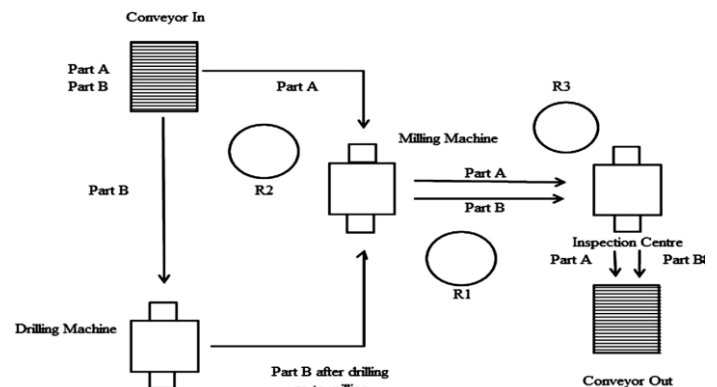 Conveyor In
Part A
Part B
Part A
R3
Milling Machine
R2
Part A
Part B
Part B
R1
Inspection Centre
Part A
Part B
Drilling Machine
Part B after drilling
Conveyor Out